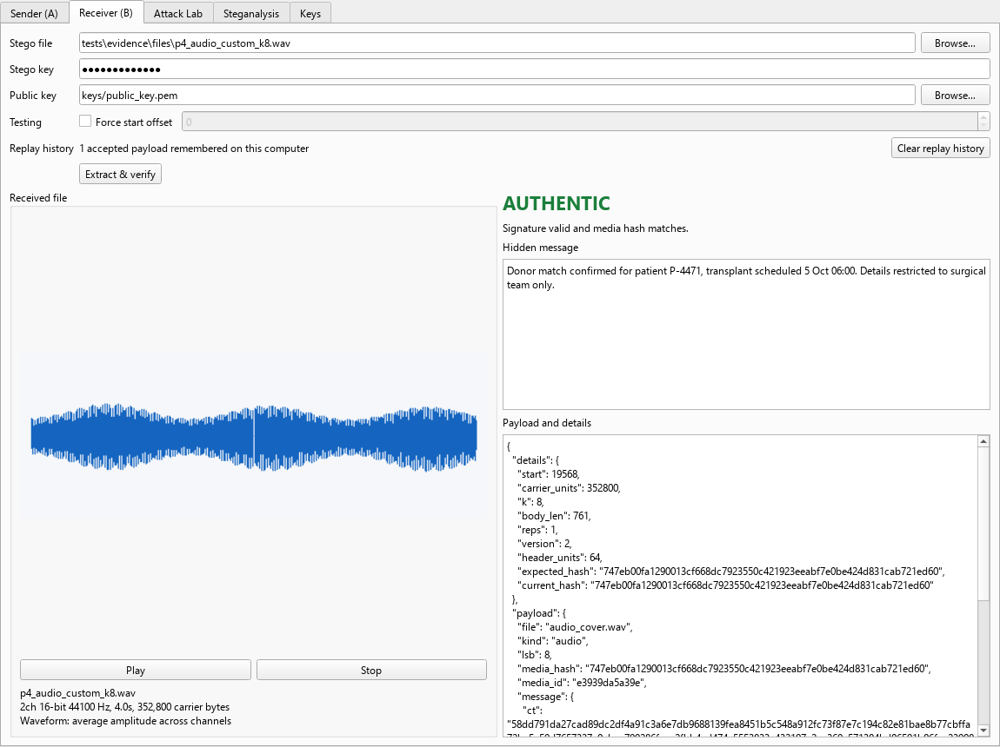 Sender (A)
Receiver (B)
Attack Lab
Steganalysis
Keys
Stego file
tests\evidence\files\p4_audio_custom_k8.wav
Browse...
Stego key
●●●●●●●●●●●●●
Public key
keys/public_key.pem
Browse...
Testing
Force start offset
0
Replay history
1 accepted payload remembered on this computer
Clear replay history
Extract & verify
Received file
Play
Stop
p4_audio_custom_k8.wav
2ch 16-bit 44100 Hz, 4.0s, 352,800 carrier bytes
Waveform: average amplitude across channels
AUTHENTIC
Signature valid and media hash matches.
Hidden message
Donor match confirmed for patient P-4471, transplant scheduled 5 Oct 06:00. Details restricted to surgical
team only.
Payload and details
{
"details": {
"start": 19568,
"carrier_units": 352800,
"k": 8,
"body_len": 761,
"reps": 1,
"version": 2,
"header_units": 64,
"expected_hash": "747eb00fa1290013cf668dc7923550c421923eeabf7e0be424d831cab721ed60",
"current_hash": "747eb00fa1290013cf668dc7923550c421923eeabf7e0be424d831cab721ed60"
},
"payload": {
"file": "audio_cover.wav",
"kind": "audio",
"lsb": 8,
"media_hash": "747eb00fa1290013cf668dc7923550c421923eeabf7e0be424d831cab721ed60",
"media_id": "e3939da5a39e",
"message": {
"ct":
"58dd791da27cad89dc2df4a91c3a6e7db9688139fea8451b5c548a912fc73f87e7c194c82e81bae8b77cbffa